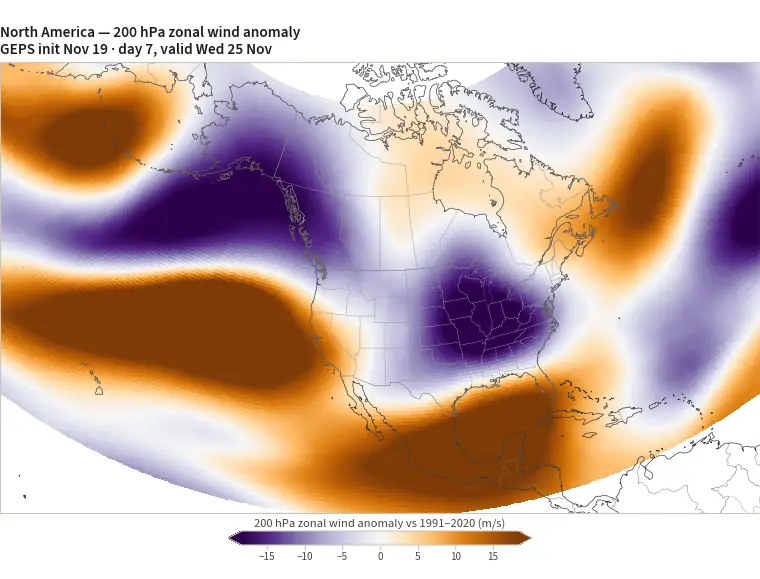 North America — 200 hPa zonal wind anomaly
GEPS init Nov 19 · day 7, valid Wed 25 Nov
200 hPa zonal wind anomaly vs 1991–2020 (m/s)
−15 −10 −5 0 5 10 15